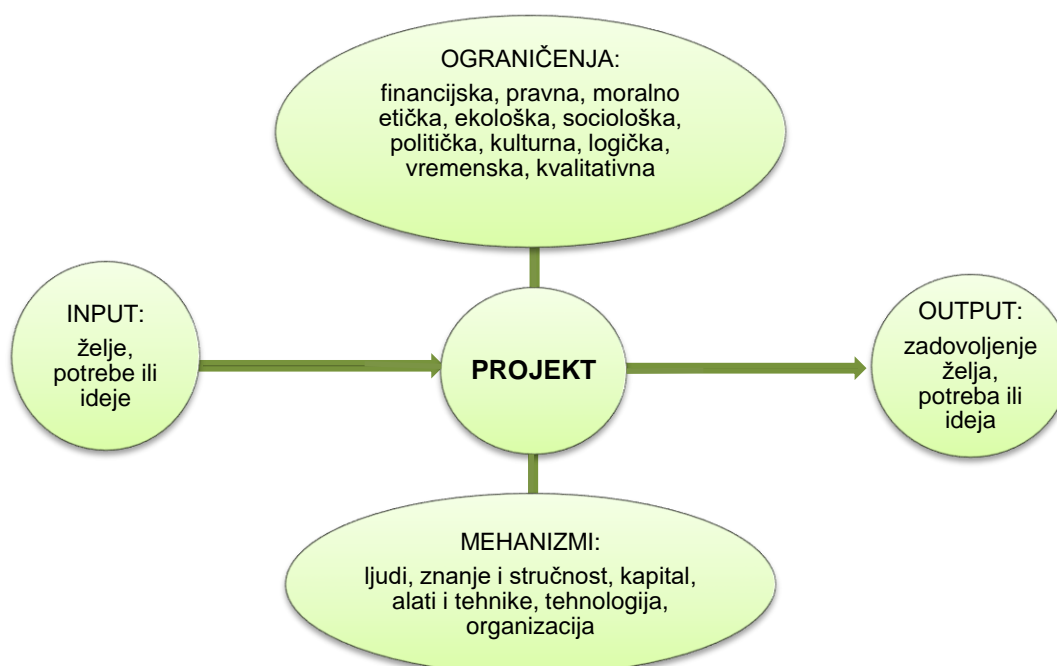 OGRANIČENJA:
financijska, pravna, moralno
etička, ekološka, sociološka,
politička, kulturna, logička,
vremenska, kvalitativna
INPUT:
želje,
potrebe ili
ideje
PROJEKT
OUTPUT:
zadovoljenje
želja,
potreba ili
ideja
MEHANIZMI:
ljudi, znanje i stručnost, kapital,
alati i tehnike, tehnologija,
organizacija